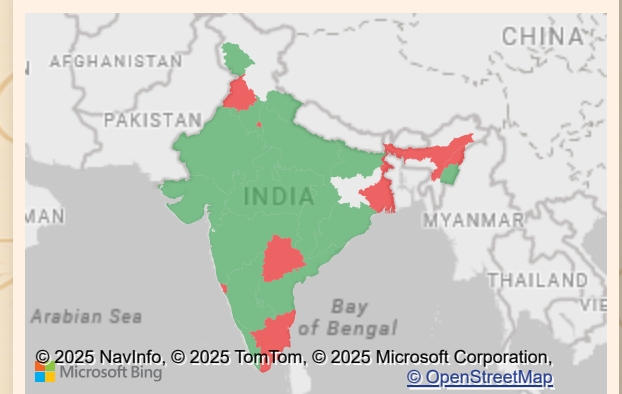 CHINA
AFGHANISTAN
PAKISTAN
INDIA
MAN
MYANMAR
THAILAND
VIE
Arabian Sea
Bay
of Bengal
© 2025 NavInfo, © 2025 TomTom, © 2025 Microsoft Corporation,
Microsoft Bing
© OpenStreetMap